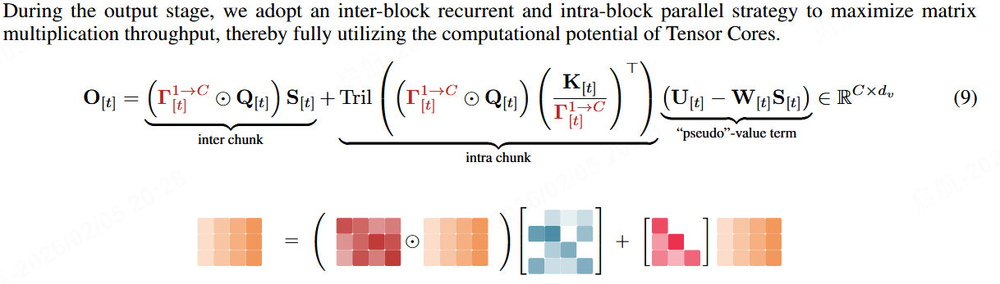 During the output stage, we adopt an inter-block recurrent and intra-block parallel strategy to maximize matrix
multiplication throughput, thereby fully utilizing the computational potential of Tensor Cores.
O[t] = (Γ[t]^{1→C} ⊙ Q[t]) S[t] + Tril ((Γ[t]^{1→C} ⊙ Q[t]) (K[t] / Γ[t]^{1→C})^⊤) (U[t] − W[t]S[t]) ∈ ℝ^{C×d_v} (9)
inter chunk
intra chunk
“pseudo”-value term
= ( ⊙ ) [ ] + [ ]